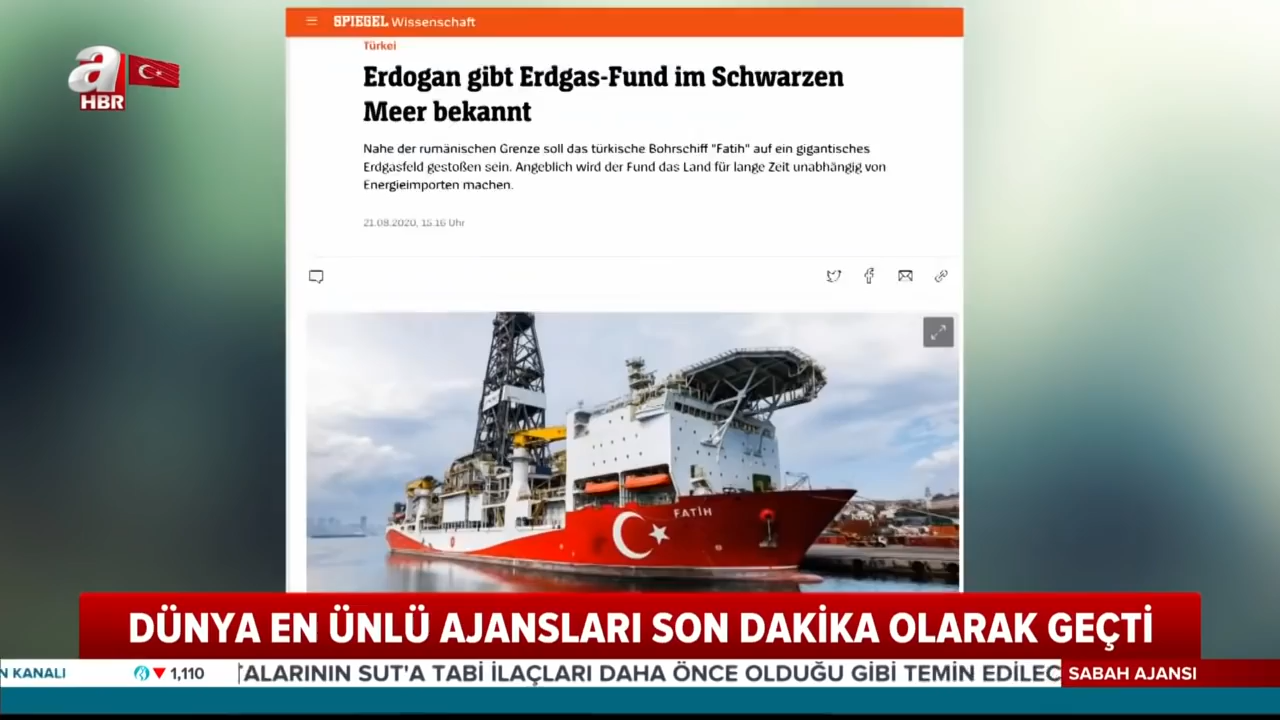 a
HBR
SPIEGEL Wissenschaft
Türkei
Erdogan gibt Erdgas-Fund im Schwarzen
Meer bekannt
Nahe der rumänischen Grenze soll das türkische Bohrschiff "Fatih" auf ein gigantisches
Erdgasfeld gestoßen sein. Angeblich wird der Fund das Land für lange Zeit unabhängig von
Energieimporten machen.
21.08.2020, 15.16 Uhr
FATİH
DÜNYA EN ÜNLÜ AJANSLARI SON DAKİKA OLARAK GEÇTİ
N KANALI
1,110
TALARININ SUT'A TABİ İLAÇLARI DAHA ÖNCE OLDUĞU GİBİ TEMİN EDİLEC
SABAH AJANSI